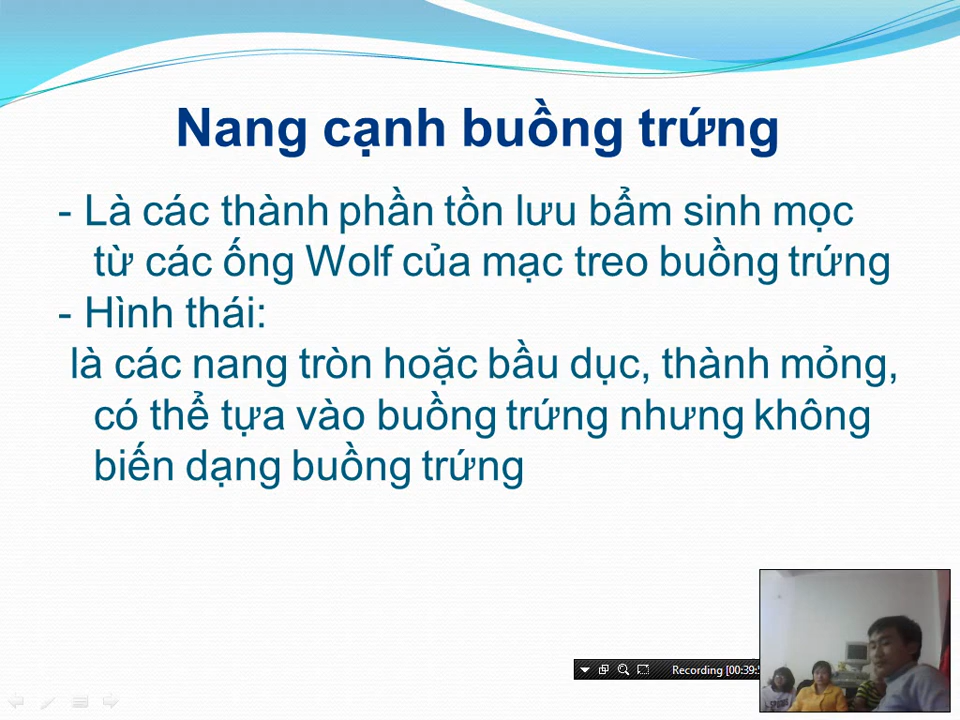 Nang cạnh buồng trứng
- Là các thành phần tồn lưu bẩm sinh mọc
từ các ống Wolf của mạc treo buồng trứng
- Hình thái:
là các nang tròn hoặc bầu dục, thành mỏng,
có thể tựa vào buồng trứng nhưng không
biến dạng buồng trứng
Recording [00:39: